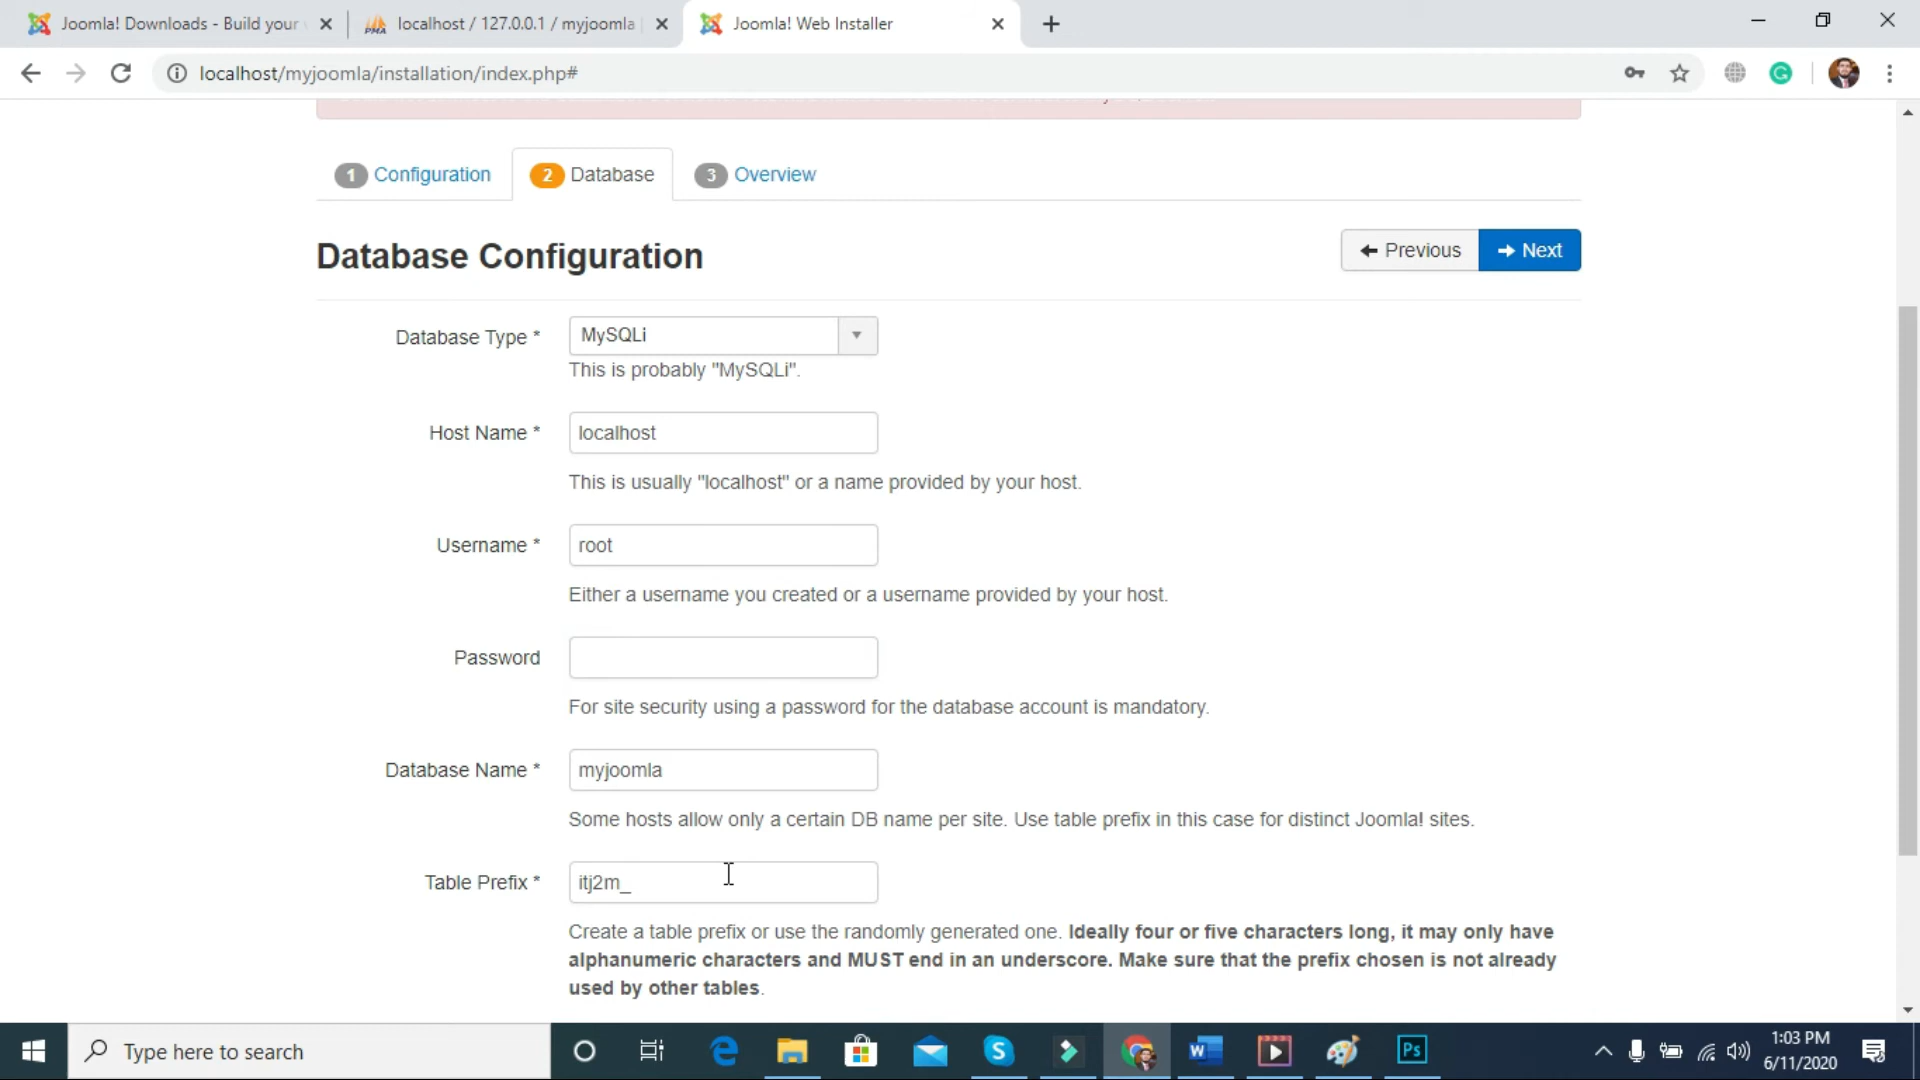 Joomla! Downloads - Build your
localhost / 127.0.0.1 / myjoomla
Joomla! Web Installer
localhost/myjoomla/installation/index.php#
1 Configuration
2 Database
3 Overview
Database Configuration
Previous
Next
Database Type *
MySQLi
This is probably "MySQLi".
Host Name *
localhost
This is usually "localhost" or a name provided by your host.
Username *
root
Either a username you created or a username provided by your host.
Password
For site security using a password for the database account is mandatory.
Database Name *
myjoomla
Some hosts allow only a certain DB name per site. Use table prefix in this case for distinct Joomla! sites.
Table Prefix *
itj2m_
Create a table prefix or use the randomly generated one. Ideally four or five characters long, it may only have
alphanumeric characters and MUST end in an underscore. Make sure that the prefix chosen is not already
used by other tables.
Type here to search
1:03 PM
6/11/2020